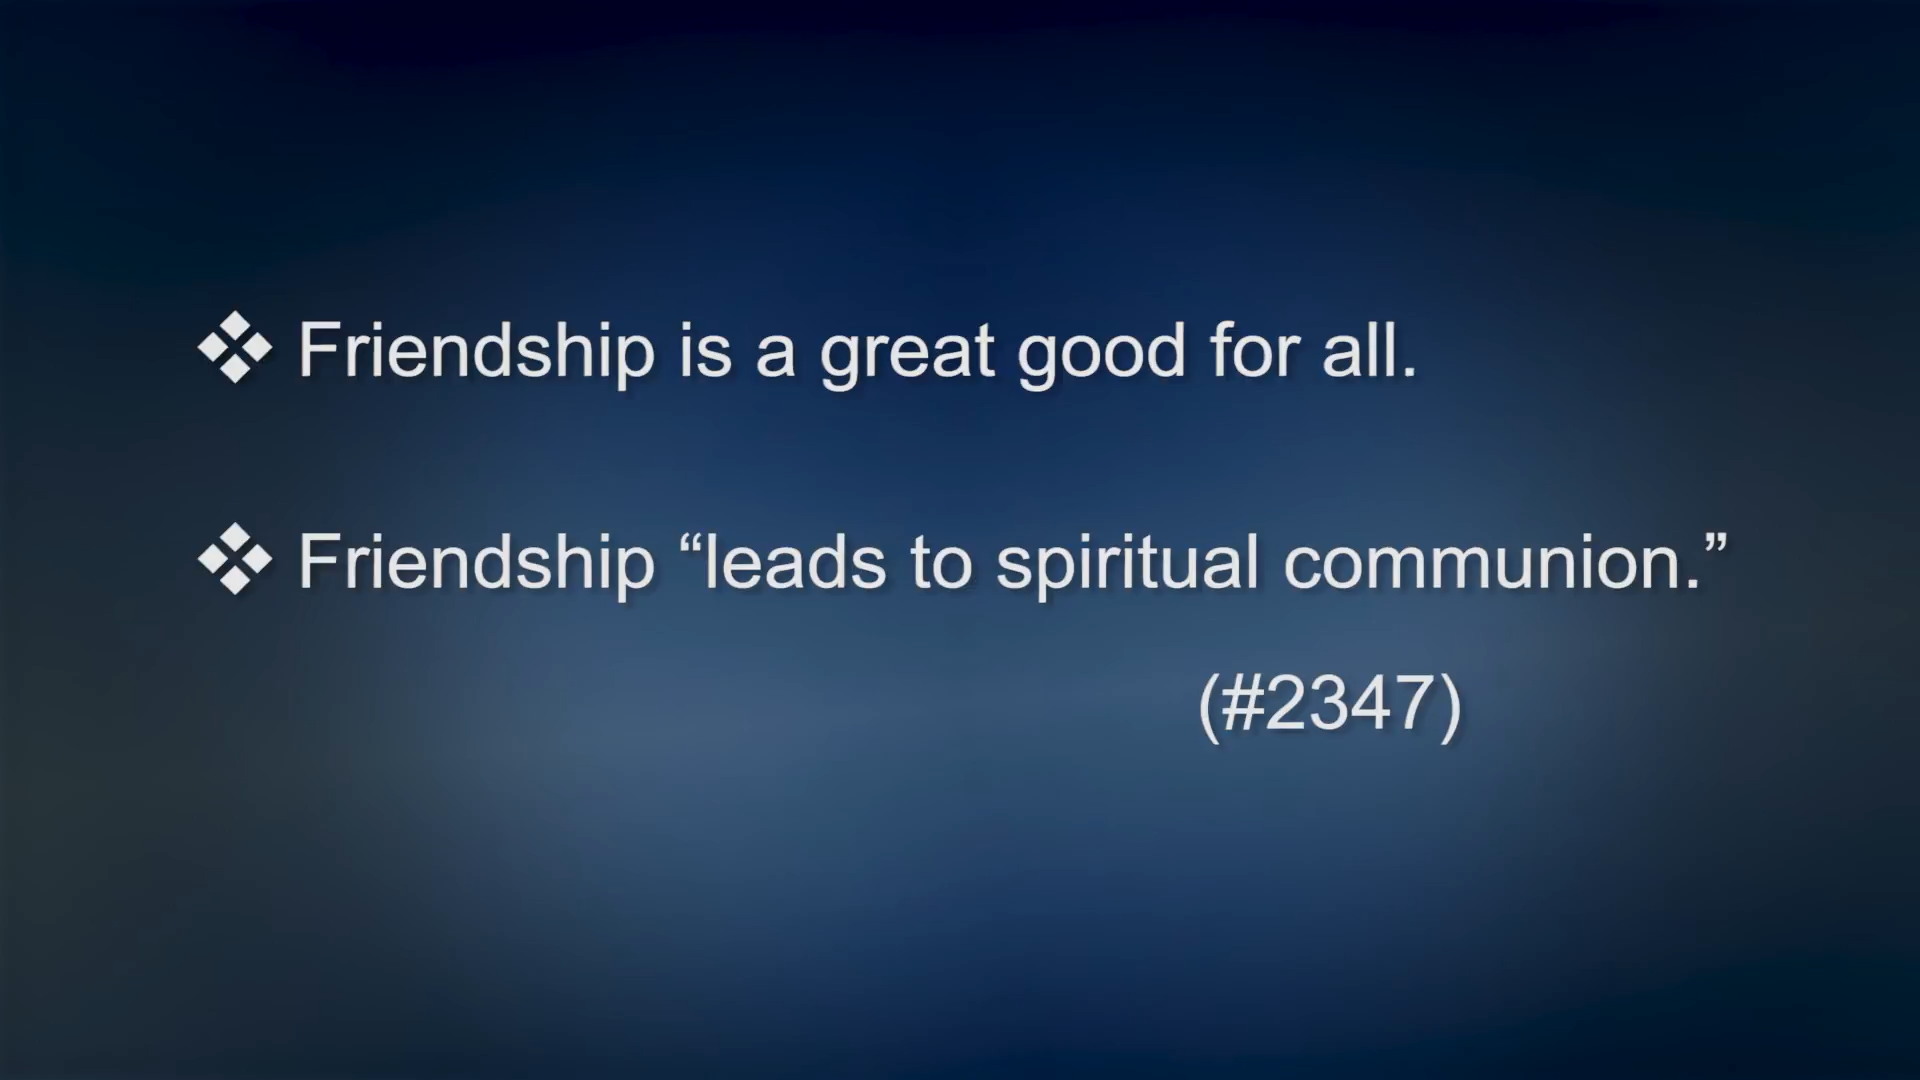 ❖ Friendship is a great good for all.
❖ Friendship “leads to spiritual communion.”
(#2347)